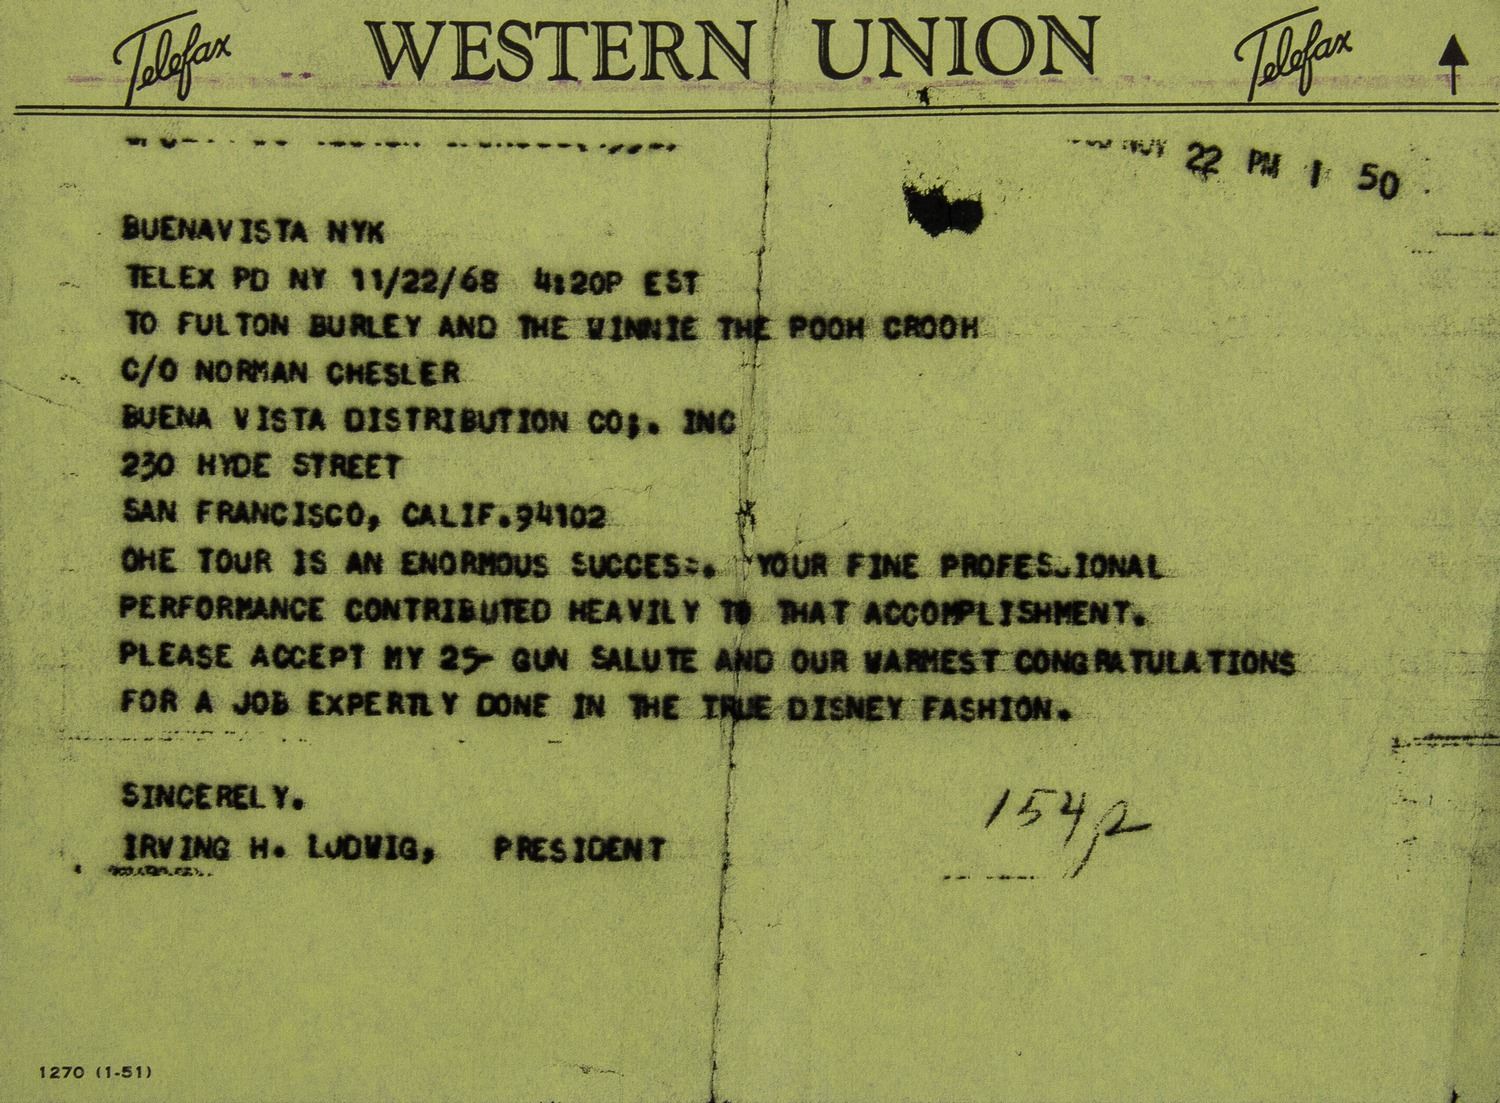 Telefax WESTERN UNION Telefax
NOV 22 PM 1 50
BUENAVISTA NYK
TELEX PD NY 11/22/68 4:20P EST
TO FULTON BURLEY AND THE WINNIE THE POOH CROOH
C/O NORMAN CHESLER
BUENA VISTA DISTRIBUTION CO;. INC
230 HYDE STREET
SAN FRANCISCO, CALIF.94102
OHE TOUR IS AN ENORMOUS SUCCESS. YOUR FINE PROFESSIONAL
PERFORMANCE CONTRIBUTED HEAVILY TO THAT ACCOMPLISHMENT.
PLEASE ACCEPT MY 25- GUN SALUTE AND OUR WARMEST CONGRATULATIONS
FOR A JOB EXPERTLY DONE IN THE TRUE DISNEY FASHION.
SINCERELY.
IRVING H. LUDWIG, PRESIDENT
154p
1270 (1-51)